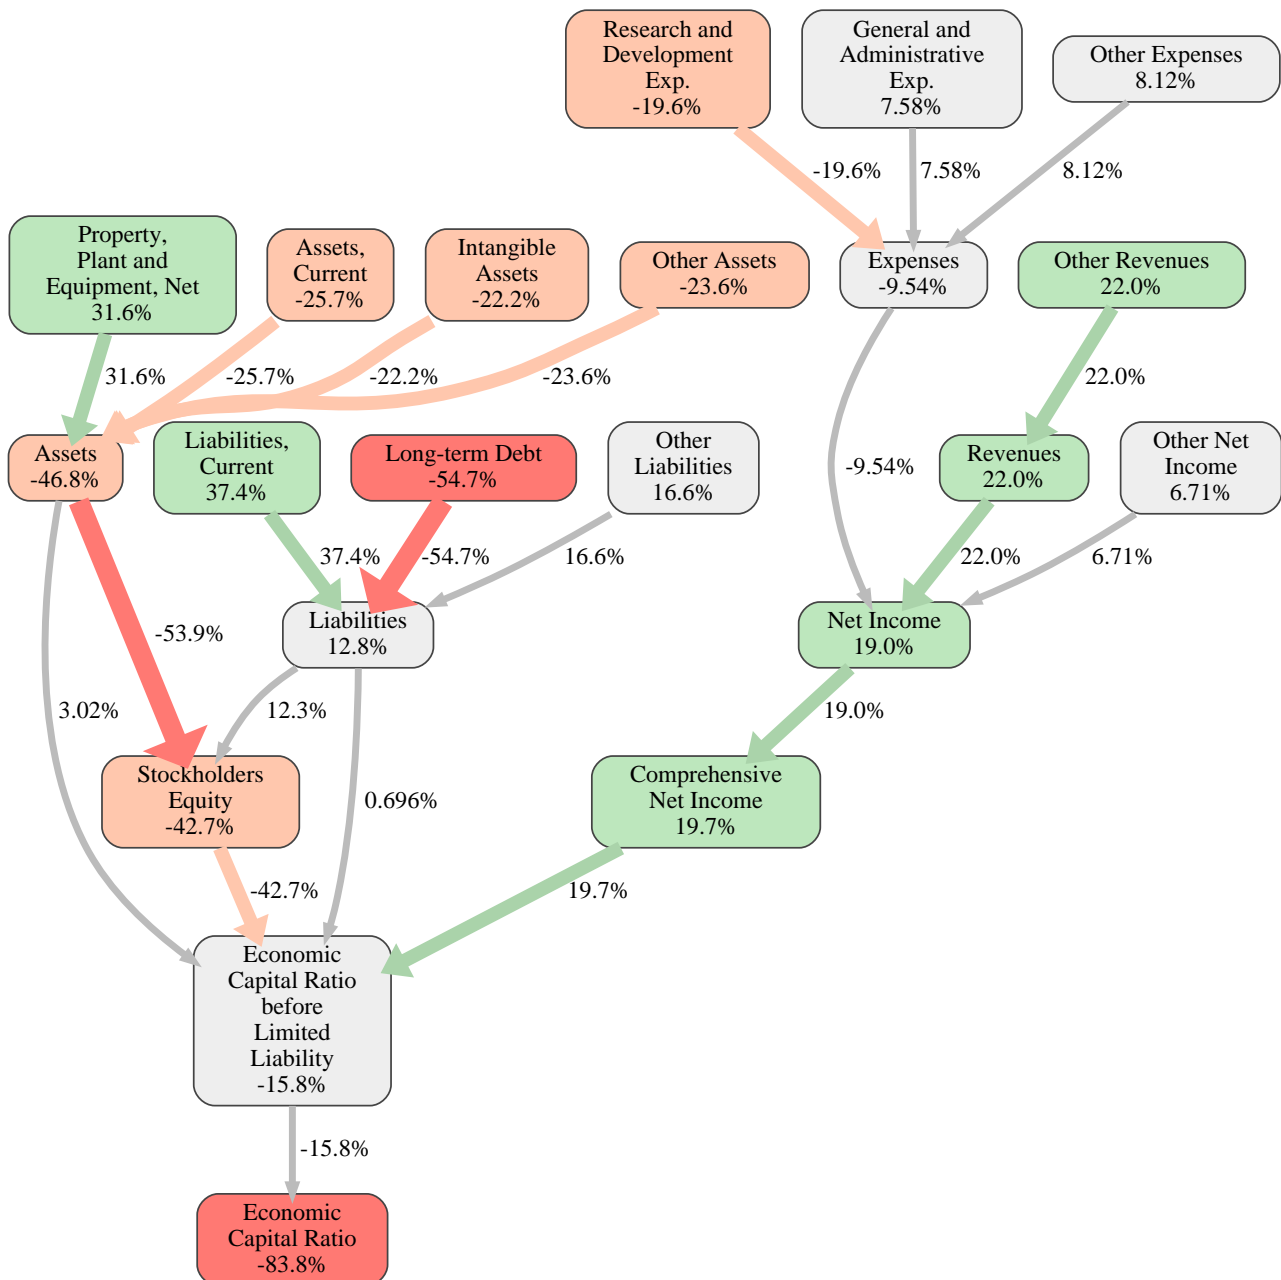 Research and
Development
Exp.
-19.6%
General and
Administrative
Exp.
7.58%
Other Expenses
8.12%
-19.6%
7.58%
8.12%
Property,
Plant and
Equipment, Net
31.6%
Assets,
Current
-25.7%
Intangible
Assets
-22.2%
Other Assets
-23.6%
Expenses
-9.54%
Other Revenues
22.0%
31.6%
-25.7%
-22.2%
-23.6%
22.0%
Assets
-46.8%
Liabilities,
Current
37.4%
Long-term Debt
-54.7%
Other
Liabilities
16.6%
-9.54%
Revenues
22.0%
Other Net
Income
6.71%
37.4%
-54.7%
16.6%
22.0%
6.71%
-53.9%
Liabilities
12.8%
Net Income
19.0%
3.02%
12.3%
19.0%
Stockholders
Equity
-42.7%
0.696%
Comprehensive
Net Income
19.7%
-42.7%
19.7%
Economic
Capital Ratio
before
Limited
Liability
-15.8%
-15.8%
Economic
Capital Ratio
-83.8%